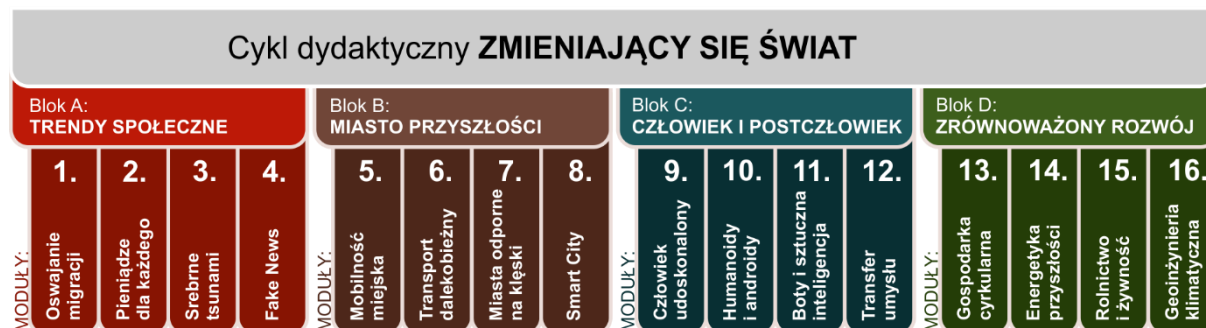 Cykl dydaktyczny ZMIENIAJĄCY SIĘ ŚWIAT
Blok A:
TRENDY SPOŁECZNE
MODUŁY:
1.
Oswajanie
migracji
2.
Pieniądze
dla każdego
3.
Srebrne
tsunami
4.
Fake News
Blok B:
MIASTO PRZYSZŁOŚCI
MODUŁY:
5.
Mobilność
miejska
6.
Transport
dalekobieżny
7.
Miasta odporne
na klęski
8.
Smart City
Blok C:
CZŁOWIEK I POSTCZŁOWIEK
MODUŁY:
9.
Człowiek
udoskonalony
10.
Humanoidy
i androidy
11.
Boty i sztuczna
inteligencja
12.
Transfer
umysłu
Blok D:
ZRÓWNOWAŻONY ROZWÓJ
MODUŁY:
13.
Gospodarka
cyrkularna
14.
Energetyka
przyszłości
15.
Rolnictwo
i żywność
16.
Geoinżynieria
klimatyczna